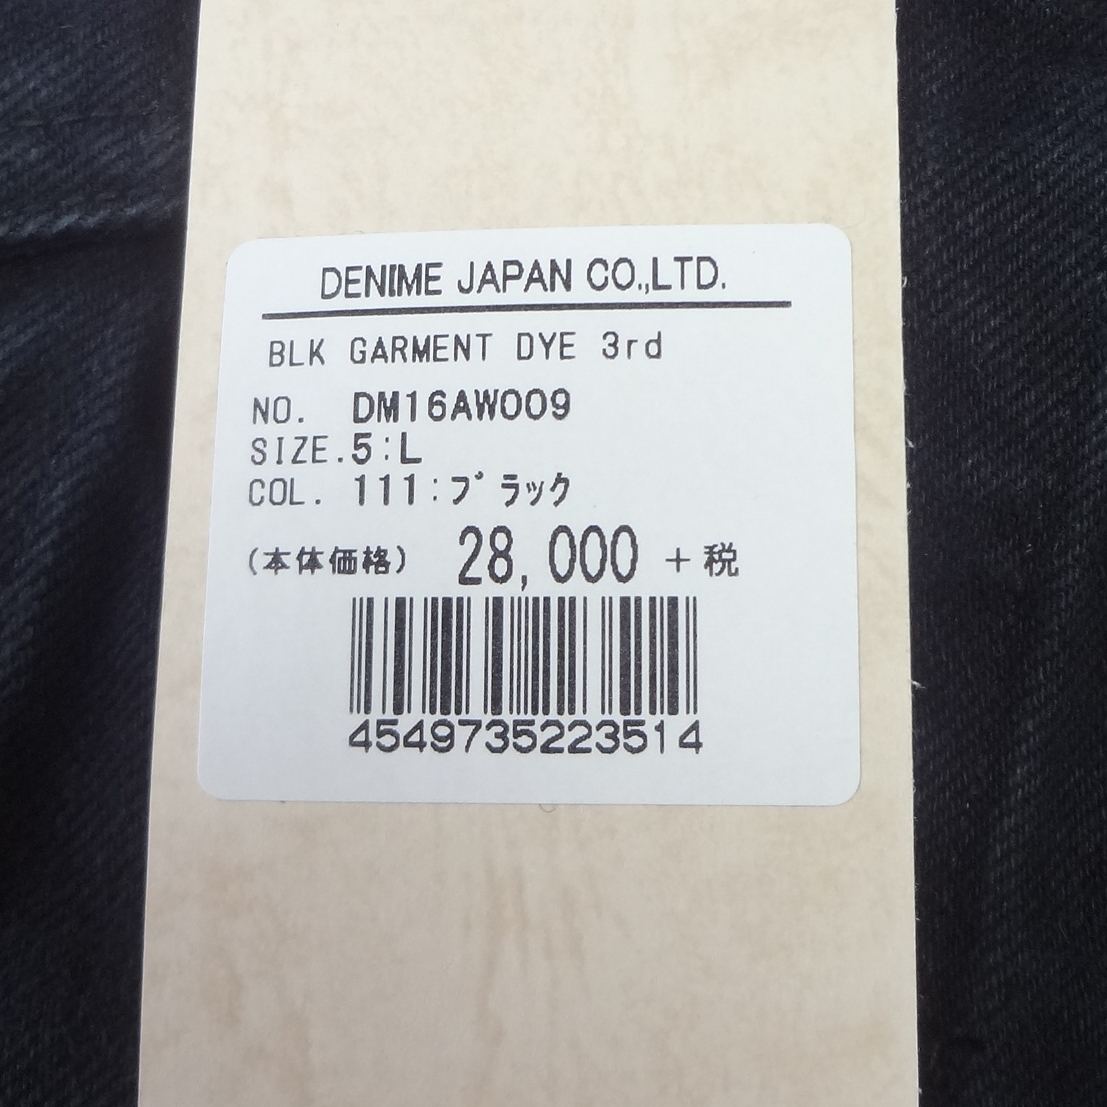 DENIME JAPAN CO.,LTD.
BLK GARMENT DYE 3rd
NO. DM16AW009
SIZE.5:L
COL. 111:ﾌﾞﾗｯｸ
(本体価格) 28,000 +税
4549735223514